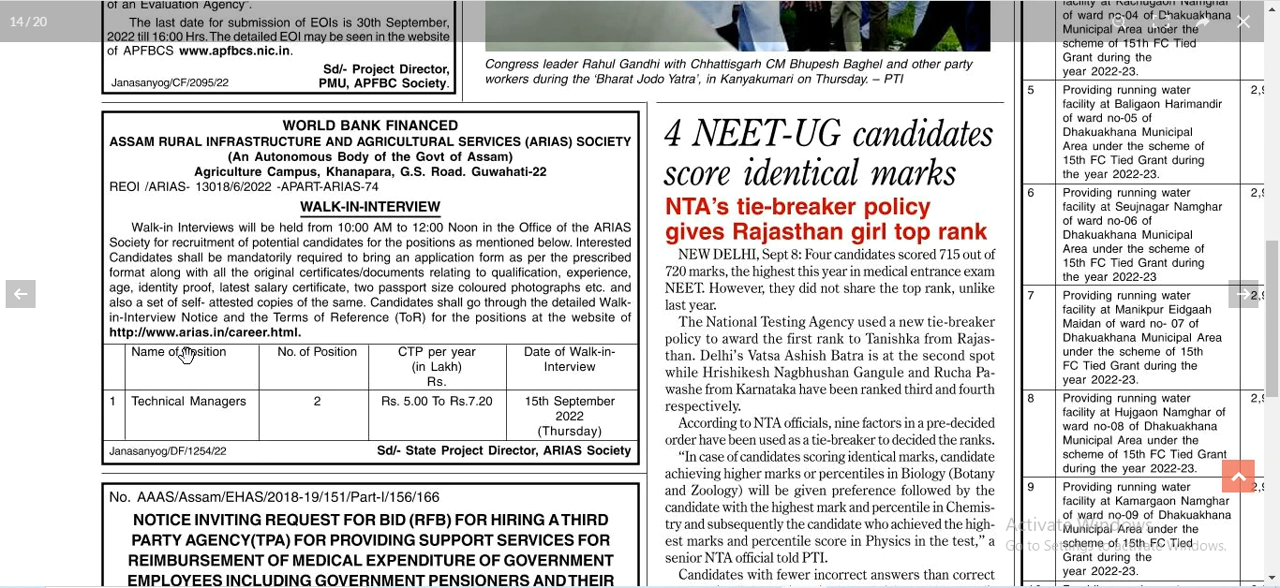 14 / 20
of an Evaluation Agency".
The last date for submission of EOIs is 30th September,
2022 till 16:00 Hrs. The detailed EOI may be seen in the website
of APFBCS www.apfbcs.nic.in.
Sd/- Project Director,
Janasanyog/CF/2095/22 PMU, APFBC Society.
Congress leader Rahul Gandhi with Chhattisgarh CM Bhupesh Baghel and other party
workers during the 'Bharat Jodo Yatra', in Kanyakumari on Thursday. – PTI
WORLD BANK FINANCED
ASSAM RURAL INFRASTRUCTURE AND AGRICULTURAL SERVICES (ARIAS) SOCIETY
(An Autonomous Body of the Govt of Assam)
Agriculture Campus, Khanapara, G.S. Road. Guwahati-22
REOI /ARIAS- 13018/6/2022 -APART-ARIAS-74
WALK-IN-INTERVIEW
Walk-in Interviews will be held from 10:00 AM to 12:00 Noon in the Office of the ARIAS
Society for recruitment of potential candidates for the positions as mentioned below. Interested
Candidates shall be mandatorily required to bring an application form as per the prescribed
format along with all the original certificates/documents relating to qualification, experience,
age, identity proof, latest salary certificate, two passport size coloured photographs etc. and
also a set of self- attested copies of the same. Candidates shall go through the detailed Walk-
in-Interview Notice and the Terms of Reference (ToR) for the positions at the website of
http://www.arias.in/career.html.
Name of Position No. of Position CTP per year Date of Walk-in-
(in Lakh) Interview
Rs.
1 Technical Managers 2 Rs. 5.00 To Rs.7.20 15th September
2022
(Thursday)
Janasanyog/DF/1254/22 Sd/- State Project Director, ARIAS Society
No. AAAS/Assam/EHAS/2018-19/151/Part-I/156/166
NOTICE INVITING REQUEST FOR BID (RFB) FOR HIRING A THIRD
PARTY AGENCY(TPA) FOR PROVIDING SUPPORT SERVICES FOR
REIMBURSEMENT OF MEDICAL EXPENDITURE OF GOVERNMENT
EMPLOYEES INCLUDING GOVERNMENT PENSIONERS AND THEIR
4 NEET-UG candidates
score identical marks
NTA's tie-breaker policy
gives Rajasthan girl top rank
NEW DELHI, Sept 8: Four candidates scored 715 out of
720 marks, the highest this year in medical entrance exam
NEET. However, they did not share the top rank, unlike
last year.
The National Testing Agency used a new tie-breaker
policy to award the first rank to Tanishka from Rajas-
than. Delhi's Vatsa Ashish Batra is at the second spot
while Hrishikesh Nagbhushan Gangule and Rucha Pa-
washe from Karnataka have been ranked third and fourth
respectively.
According to NTA officials, nine factors in a pre-decided
order have been used as a tie-breaker to decided the ranks.
"In case of candidates scoring identical marks, candidate
achieving higher marks or percentiles in Biology (Botany
and Zoology) will be given preference followed by the
candidate with the highest mark and percentile in Chemis-
try and subsequently the candidate who achieved the high-
est marks and percentile score in Physics in the test," a
senior NTA official told PTI.
Candidates with fewer incorrect answers than correct
facility at Kachugaon Namghar
of ward no-04 of Dhakuakhana
Municipal Area under the
scheme of 15th FC Tied
Grant during the
year 2022-23.
5 Providing running water 2,9
facility at Baligaon Harimandir
of ward no-05 of
Dhakuakhana Municipal
Area under the scheme of
15th FC Tied Grant during
the year 2022-23.
6 Providing running water 2,9
facility at Seujnagar Namghar
of ward no-06 of
Dhakuakhana Municipal
Area under the scheme of
15th FC Tied Grant during
the year 2022-23
7 Providing running water 2,9
facility at Manikpur Eidgaah
Maidan of ward no- 07 of
Dhakuakhana Municipal Area
under the scheme of 15th
FC Tied Grant during the
year 2022-23.
8 Providing running water 2,9
facility at Hujgaon Namghar of
ward no-08 of Dhakuakhana
Municipal Area under the
scheme of 15th FC Tied Grant
during the year 2022-23.
9 Providing running water 2,9
facility at Kamargaon Namghar
of ward no-09 of Dhakuakhana
Municipal Area under the
scheme of 15th FC Tied
Grant during the
year 2022-23.
Activate Windows
Go to Settings to activate Windows.